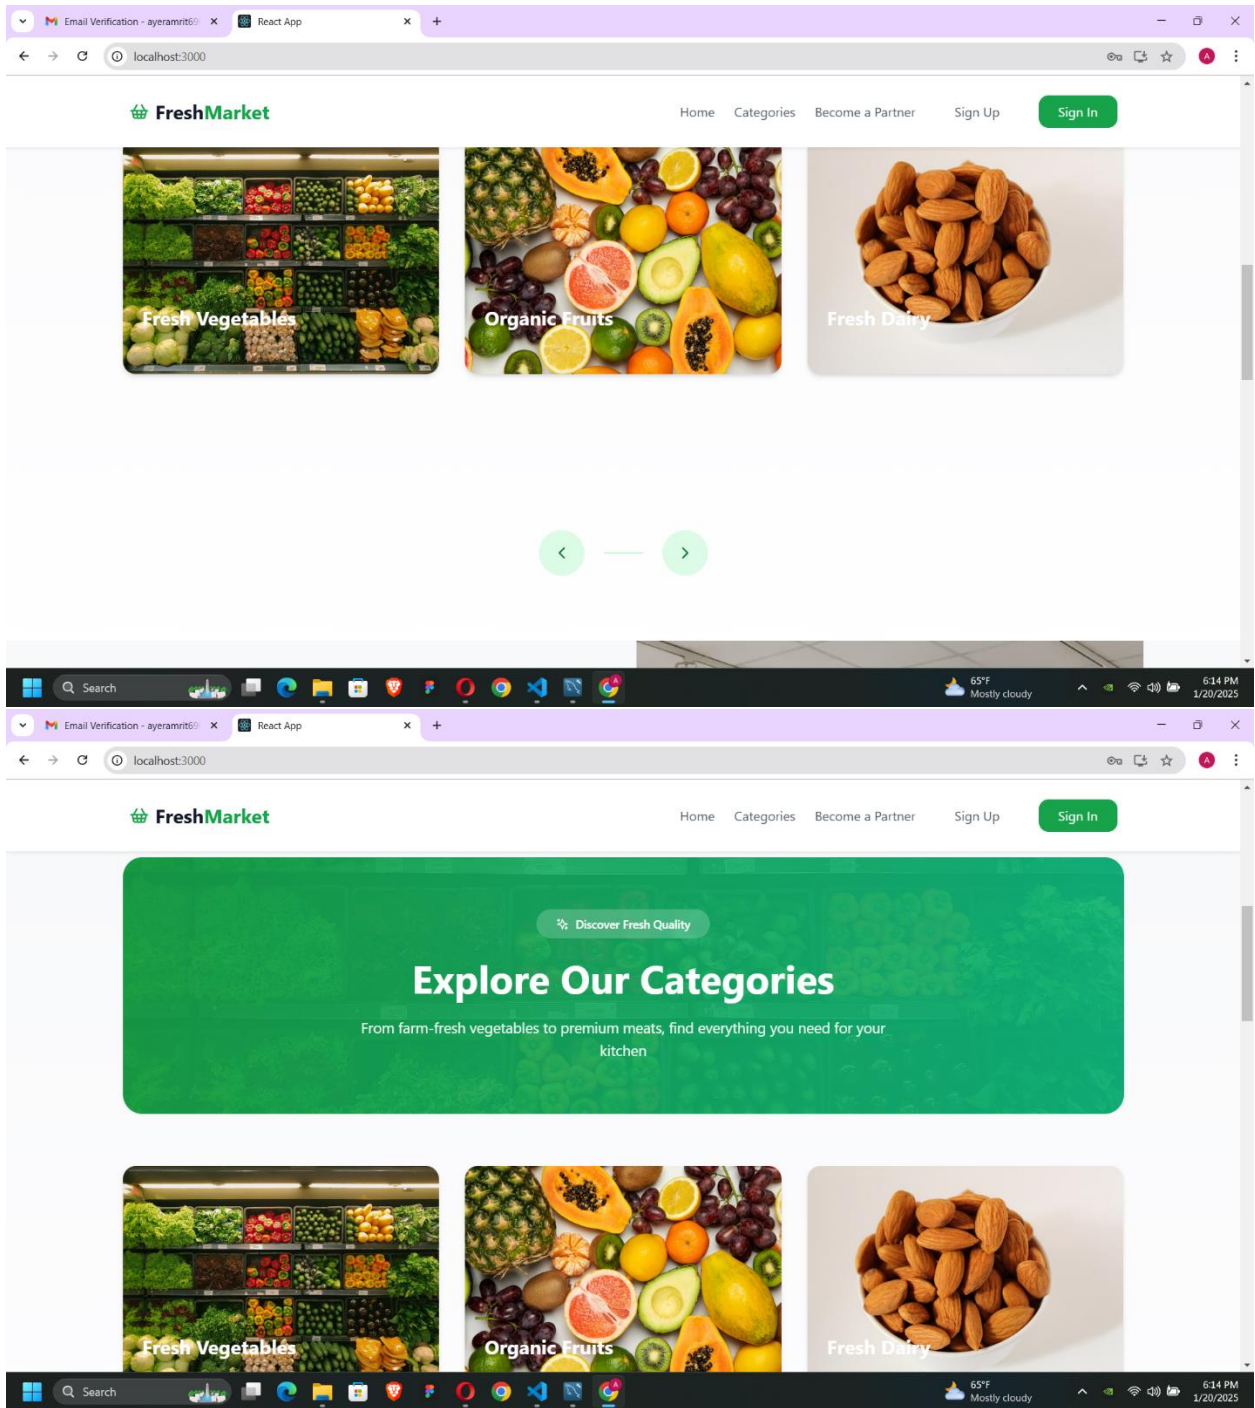 Email Verification - ayeramrit69
React App
localhost:3000
A
FreshMarket
Home
Categories
Become a Partner
Sign Up
Sign In
Fresh Vegetables
Organic Fruits
Fresh Dairy
Search
65°F
Mostly cloudy
6:14 PM
1/20/2025
Email Verification - ayeramrit69
React App
localhost:3000
A
FreshMarket
Home
Categories
Become a Partner
Sign Up
Sign In
Discover Fresh Quality
Explore Our Categories
From farm-fresh vegetables to premium meats, find everything you need for your
kitchen
Fresh Vegetables
Organic Fruits
Fresh Dairy
Search
65°F
Mostly cloudy
6:14 PM
1/20/2025